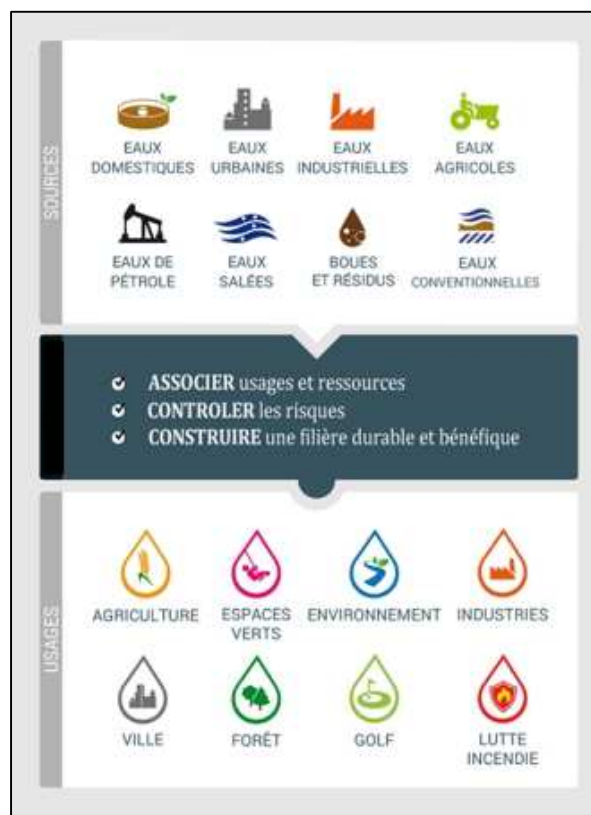 SOURCES
EAUX
DOMESTIQUES
EAUX
URBAINES
EAUX
INDUSTRIELLES
EAUX
AGRICOLES
EAUX DE
PÉTROLE
EAUX
SALÉES
BOUES
ET RÉSIDUS
EAUX
CONVENTIONNELLES
ASSOCIER usages et ressources
CONTROLER les risques
CONSTRUIRE une filière durable et bénéfique
USAGES
AGRICULTURE
ESPACES
VERTS
ENVIRONNEMENT
INDUSTRIES
VILLE
FORÊT
GOLF
LUTTE
INCENDIE